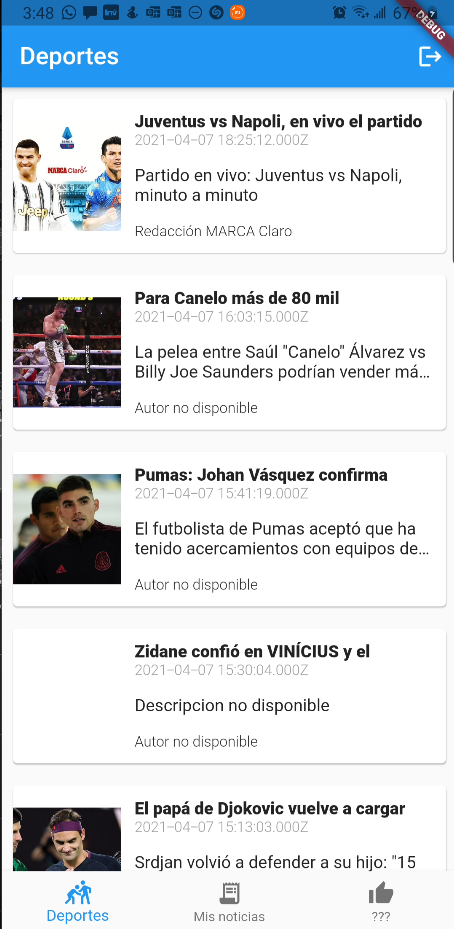 3:48
67%
DEBUG
Deportes
Juventus vs Napoli, en vivo el partido
2021-04-07 18:25:12.000Z
MARCA Claro
Jeep
Partido en vivo: Juventus vs Napoli,
minuto a minuto
Redacción MARCA Claro
Para Canelo más de 80 mil
2021-04-07 16:03:15.000Z
La pelea entre Saúl "Canelo" Álvarez vs
Billy Joe Saunders podrían vender má...
Autor no disponible
Pumas: Johan Vásquez confirma
2021-04-07 15:41:19.000Z
El futbolista de Pumas aceptó que ha
tenido acercamientos con equipos de...
Autor no disponible
Zidane confió en VINÍCIUS y el
2021-04-07 15:30:04.000Z
Descripcion no disponible
Autor no disponible
El papá de Djokovic vuelve a cargar
2021-04-07 15:13:03.000Z
Srdjan volvió a defender a su hijo: "15
Deportes
Mis noticias
???